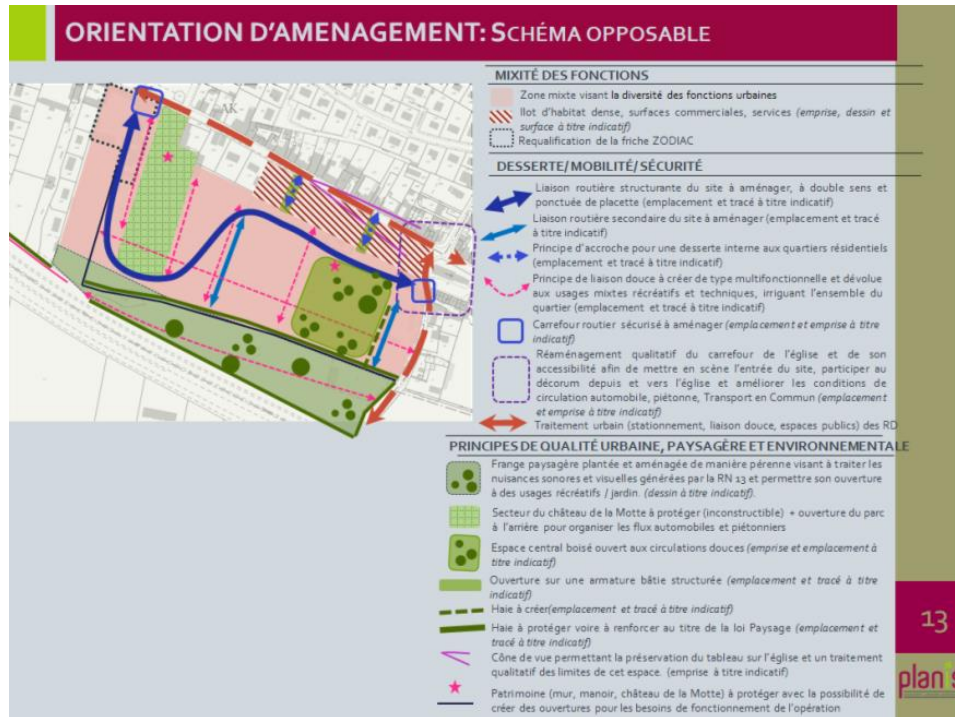 ORIENTATION D'AMENAGEMENT: SCHÉMA OPPOSABLE
MIXITÉ DES FONCTIONS
Zone mixte visant la diversité des fonctions urbaines
Ilot d'habitat dense, surfaces commerciales, services (emprise, dessin et
surface à titre indicatif)
Requalification de la friche ZODIAC
DESSERTE/MOBILITÉ/SÉCURITÉ
Liaison routière structurante du site à aménager, à double sens et
ponctuée de placette (emplacement et tracé à titre indicatif)
Liaison routière secondaire du site à aménager (emplacement et tracé
à titre indicatif)
Principe d'accroche pour une desserte interne aux quartiers résidentiels
(emplacement et tracé à titre indicatif)
Principe de liaison douce à créer de type multifonctionnelle et dévolue
aux usages mixtes récréatifs et techniques, irriguant l'ensemble du
quartier (emplacement et tracé à titre indicatif)
Carrefour routier sécurisé à aménager (emplacement et emprise à titre
indicatif)
Réaménagement qualitatif du carrefour de l'église et de son
accessibilité afin de mettre en scène l'entrée du site, participer au
décorum depuis et vers l'église et améliorer les conditions de
circulation automobile, piétonne, Transport en Commun (emplacement
et emprise à titre indicatif)
Traitement urbain (stationnement, liaison douce, espaces publics) des RD
PRINCIPES DE QUALITÉ URBAINE, PAYSAGÈRE ET ENVIRONNEMENTALE
Frange paysagère plantée et aménagée de manière pérenne visant à traiter les
nuisances sonores et visuelles générées par la RN 13 et permettre son ouverture
à des usages récréatifs / jardin. (dessin à titre indicatif).
Secteur du château de la Motte à protéger (inconstructible) + ouverture du parc
à l'arrière pour organiser les flux automobiles et piétonniers
Espace central boisé ouvert aux circulations douces (emprise et emplacement à
titre indicatif)
Ouverture sur une armature bâtie structurée (emplacement et tracé à titre
indicatif)
Haie à créer(emplacement et tracé à titre indicatif)
Haie à protéger voire à renforcer au titre de la loi Paysage (emplacement et
tracé à titre indicatif)
Cône de vue permettant la préservation du tableau sur l'église et un traitement
qualitatif des limites de cet espace. (emprise à titre indicatif)
Patrimoine (mur, manoir, château de la Motte) à protéger avec la possibilité de
créer des ouvertures pour les besoins de fonctionnement de l'opération
AK
13
planis